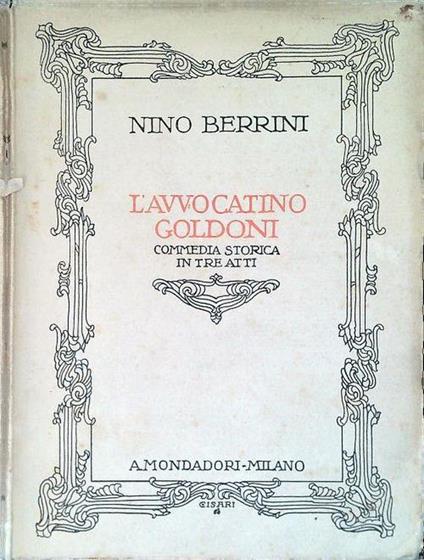 NINO BERRINI
L'AVVOCATINO
GOLDONI
COMMEDIA STORICA
IN TRE ATTI
A. MONDADORI-MILANO
CISARI